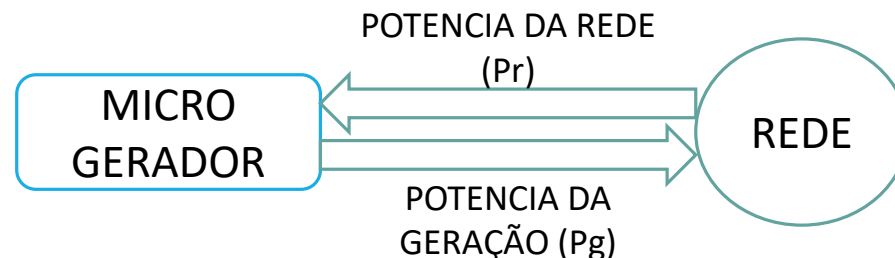 POTENCIA DA REDE
(Pr)
MICRO
GERADOR
REDE
POTENCIA DA
GERAÇÃO (Pg)